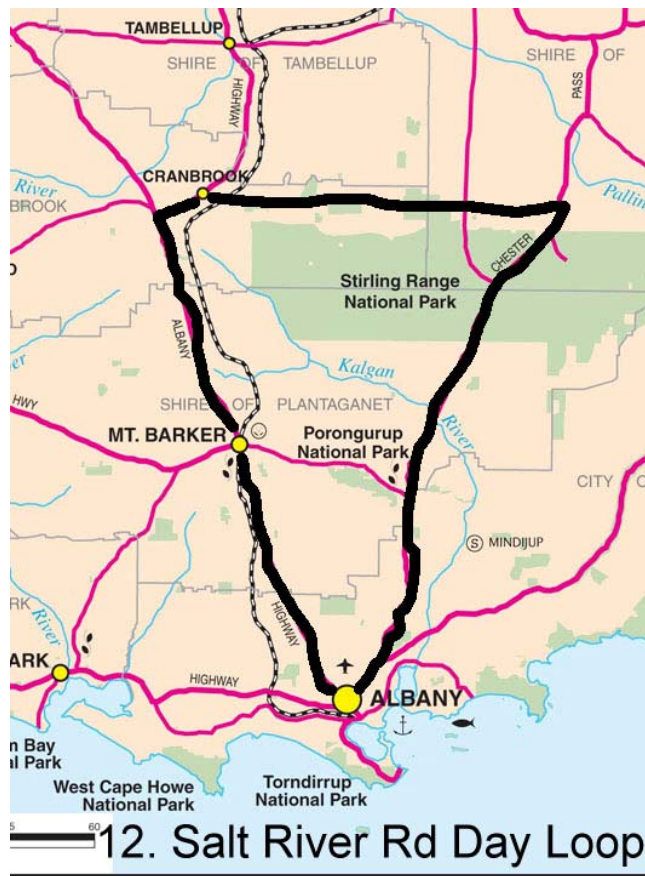 TAMBELLUP
SHIRE OF TAMBELLUP
SHIRE OF
HIGHWAY
PASS
CRANBROOK
River
BROOK
Pallin
CHESTER
Stirling Range
National Park
ALBANY
Kalgan
River
HWY
SHIRE OF PLANTAGANET
MT. BARKER
Porongurup
National Park
CITY
S MINDIJUP
HIGHWAY
RK
River
ARK
HIGHWAY
ALBANY
n Bay
al Park
West Cape Howe
National Park
Torndirrup
National Park
60
12. Salt River Rd Day Loop